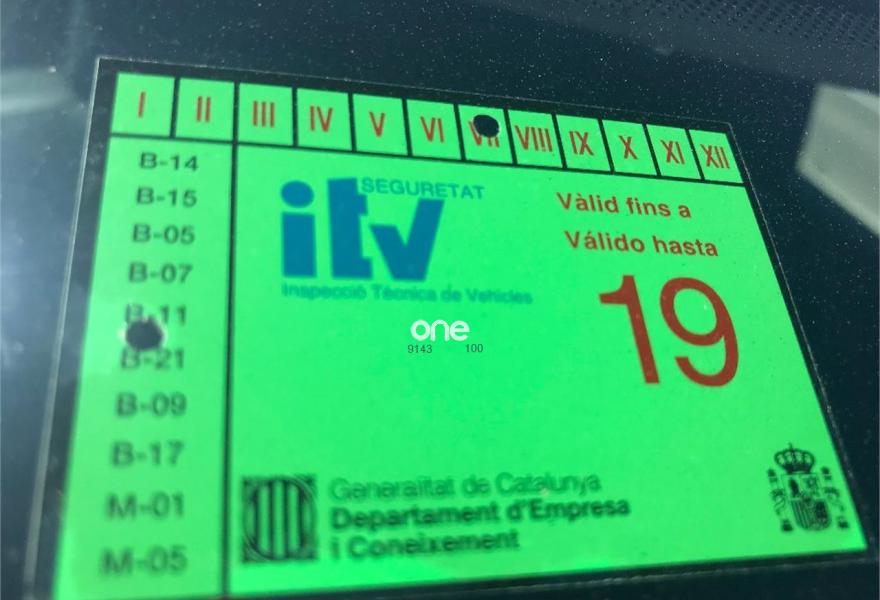 I II III IV V VI VII VIII IX X XI XII
B-14
B-15
B-05
B-07
B-11
B-21
B-09
B-17
M-01
M-05
itv SEGURETAT
Inspecció Tècnica de Vehicles
Vàlid fins a
Válido hasta
19
one
9143 100
Generalitat de Catalunya
Departament d'Empresa
i Coneixement